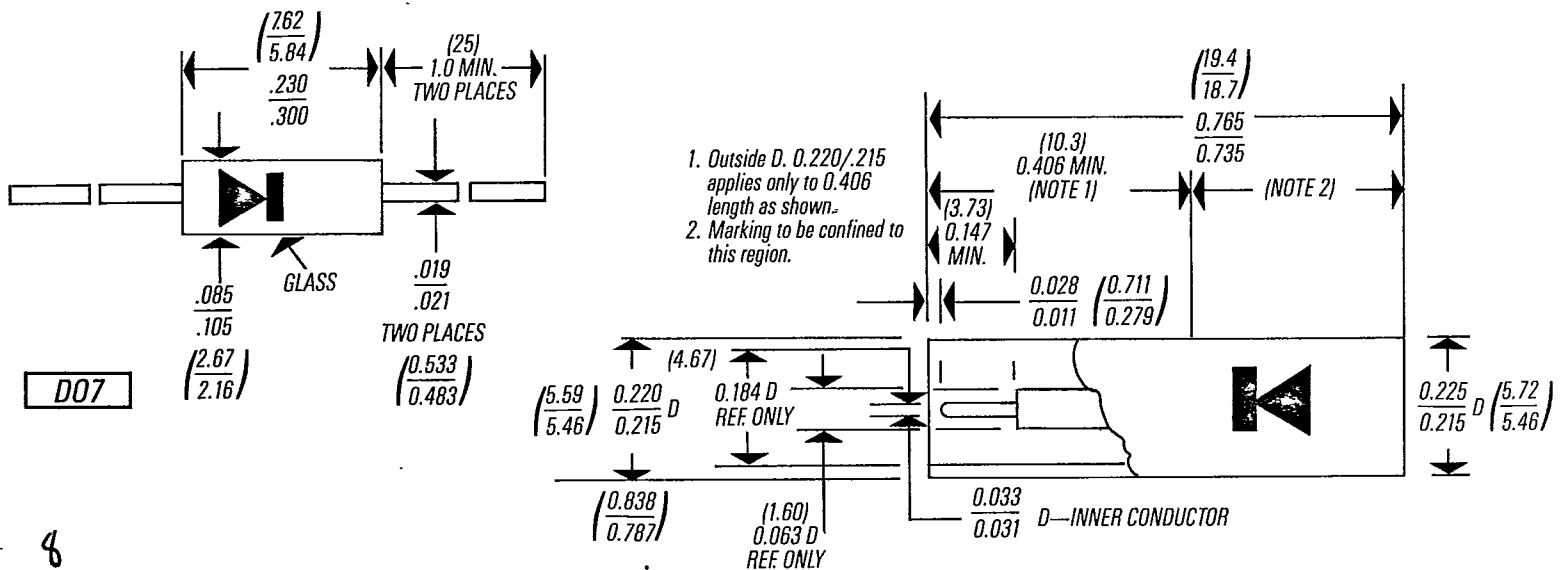 (7.62
5.84)
.230
.300
(25)
1.0 MIN.
TWO PLACES
GLASS
.085
.105
(2.67
2.16)
.019
.021
TWO PLACES
(0.533
0.483)
D07
8
1. Outside D. 0.220/.215
applies only to 0.406
length as shown.
2. Marking to be confined to
this region.
(19.4
18.7)
0.765
0.735
(10.3)
0.406 MIN.
(NOTE 1)
(NOTE 2)
(3.73)
0.147
MIN.
0.028
0.011
(0.711
0.279)
(5.59
5.46)
0.220
0.215 D
(4.67)
0.184 D
REF. ONLY
0.225
0.215 D
(5.72
5.46)
(0.838
0.787)
(1.60)
0.063 D
REF. ONLY
0.033
0.031
D—INNER CONDUCTOR